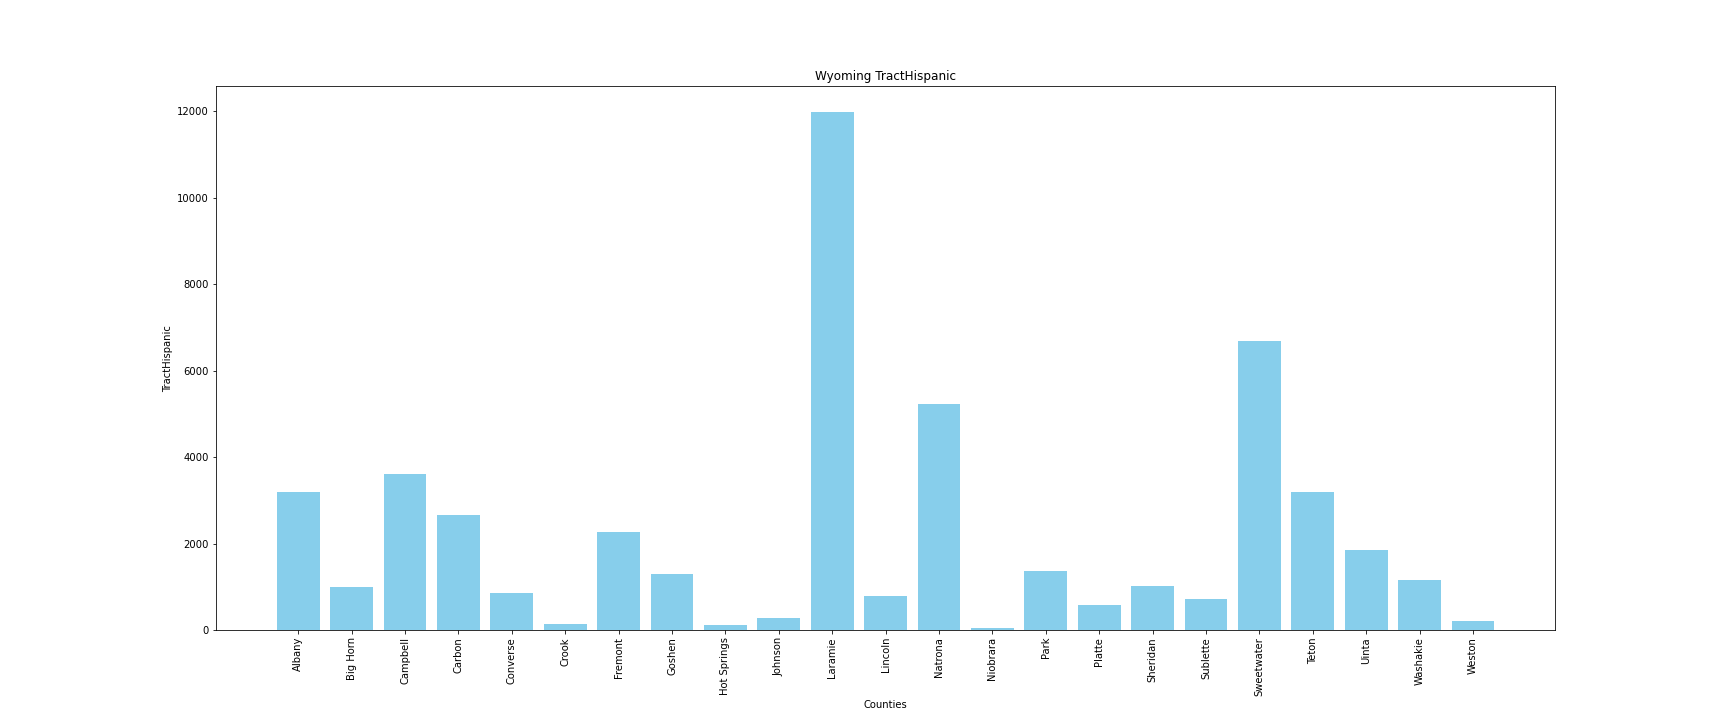 Wyoming TractHispanic
12000
10000
8000
6000
4000
2000
0
TractHispanic
Albany
Big Horn
Campbell
Carbon
Converse
Crook
Fremont
Goshen
Hot Springs
Johnson
Laramie
Lincoln
Natrona
Niobrara
Park
Platte
Sheridan
Sublette
Sweetwater
Teton
Uinta
Washakie
Weston
Counties